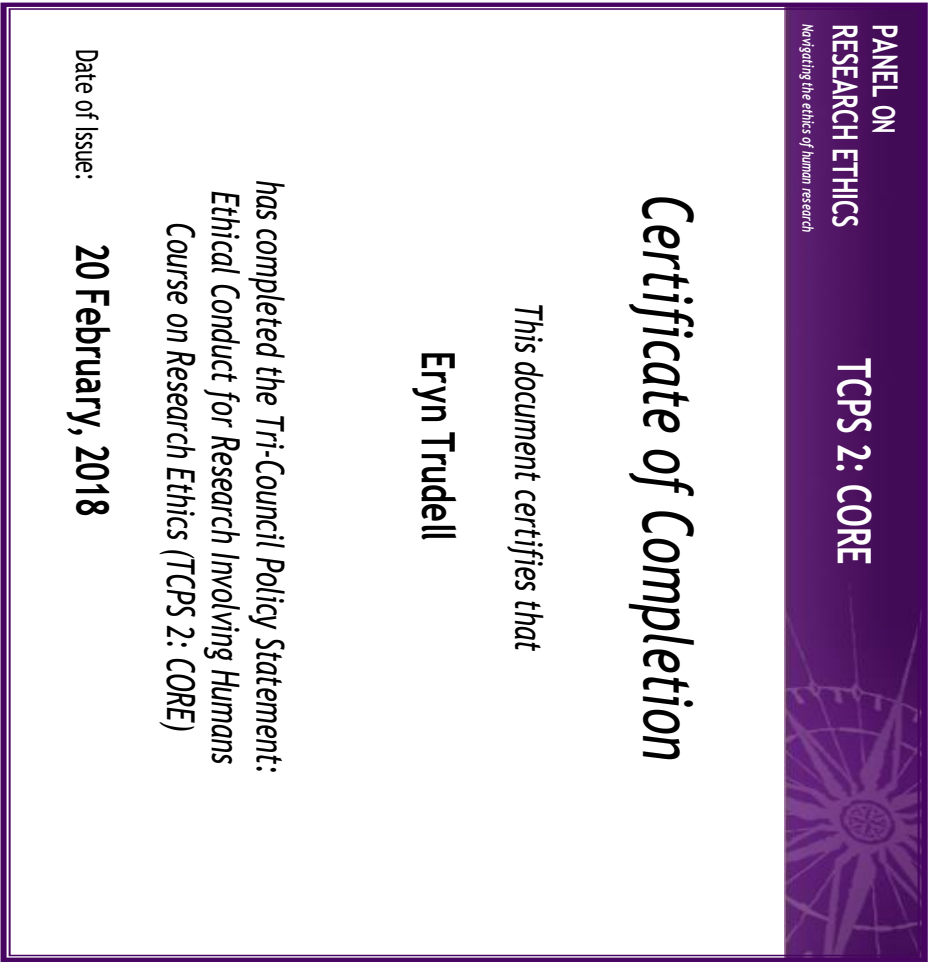 PANEL ON
RESEARCH ETHICS
Navigating the ethics of human research
TCPS 2: CORE
Certificate of Completion
This document certifies that
Eryn Trudell
has completed the Tri-Council Policy Statement:
Ethical Conduct for Research Involving Humans
Course on Research Ethics (TCPS 2: CORE)
Date of Issue: 20 February, 2018